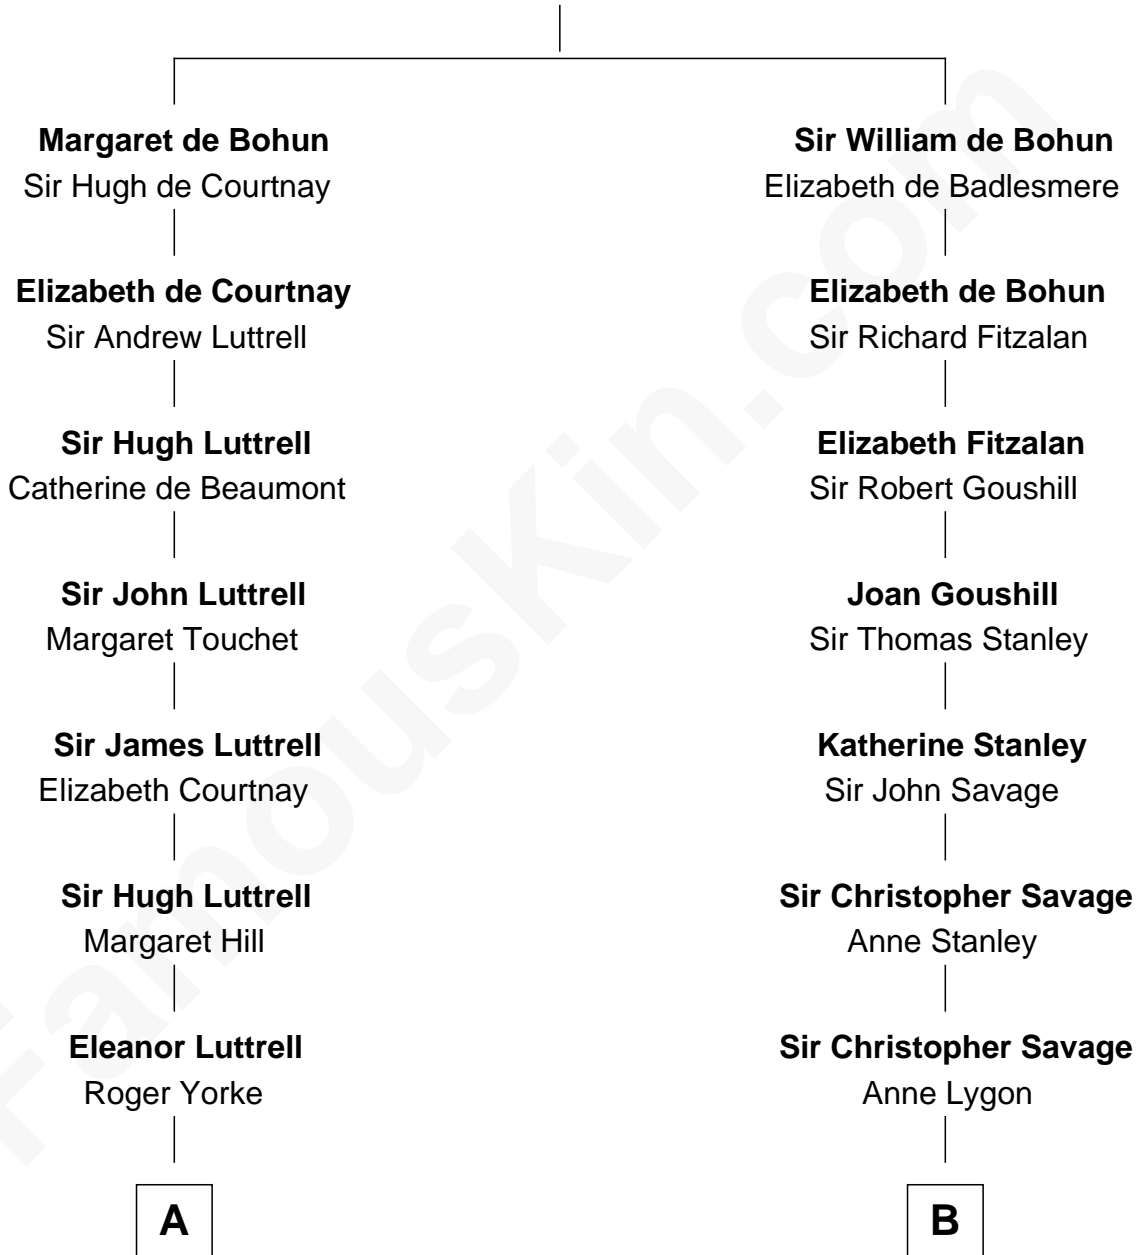 Margaret de Bohun
Sir Hugh de Courtnay
Elizabeth de Courtnay
Sir Andrew Luttrell
Sir Hugh Luttrell
Catherine de Beaumont
Sir John Luttrell
Margaret Touchet
Sir James Luttrell
Elizabeth Courtnay
Sir Hugh Luttrell
Margaret Hill
Eleanor Luttrell
Roger Yorke
A
Sir William de Bohun
Elizabeth de Badlesmere
Elizabeth de Bohun
Sir Richard Fitzalan
Elizabeth Fitzalan
Sir Robert Goushill
Joan Goushill
Sir Thomas Stanley
Katherine Stanley
Sir John Savage
Sir Christopher Savage
Anne Stanley
Sir Christopher Savage
Anne Lygon
B
FamousKin.com